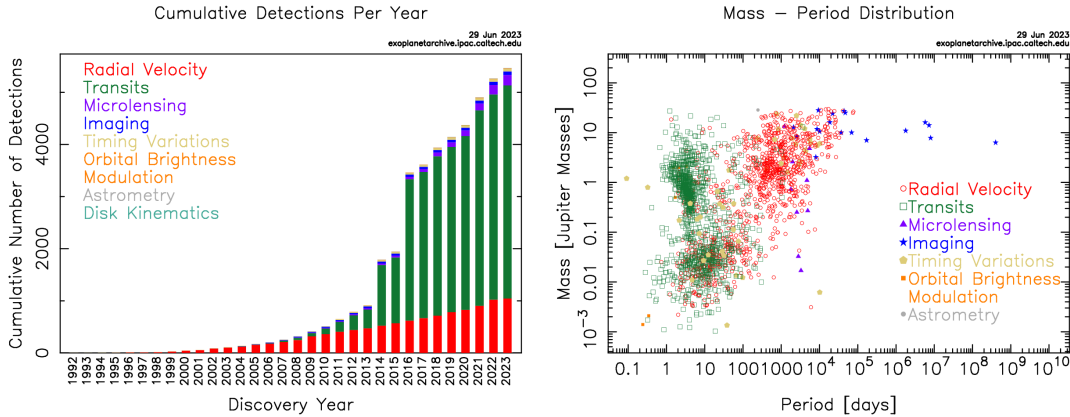 Cumulative Detections Per Year
29 Jun 2023
exoplanetarchive.ipac.caltech.edu
Radial Velocity
Transits
Microlensing
Imaging
Timing Variations
Orbital Brightness
Modulation
Astrometry
Disk Kinematics
Cumulative Number of Detections
4000
2000
0
1992 1993 1994 1995 1996 1997 1998 1999 2000 2001 2002 2003 2004 2005 2006 2007 2008 2009 2010 2011 2012 2013 2014 2015 2016 2017 2018 2019 2020 2021 2022 2023
Discovery Year
Mass – Period Distribution
29 Jun 2023
exoplanetarchive.ipac.caltech.edu
Mass [Jupiter Masses]
100
10
1
0.1
0.01
10⁻³
Radial Velocity
Transits
Microlensing
Imaging
Timing Variations
Orbital Brightness
Modulation
Astrometry
0.1 1 10 100 1000 10⁴ 10⁵ 10⁶ 10⁷ 10⁸ 10⁹ 10¹⁰
Period [days]